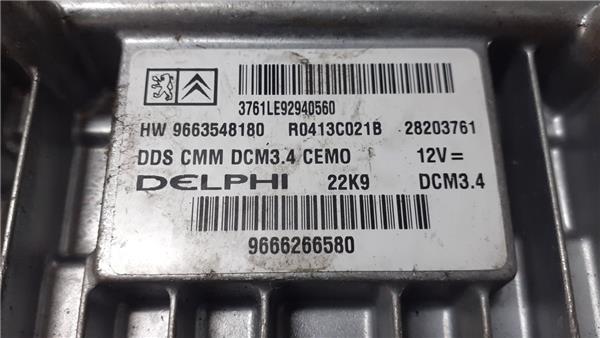 3761LE92940560
HW 9663548180 R0413C021B 28203761
DDS CMM DCM3.4 CEMO 12V=
DELPHI 22K9 DCM3.4
9666266580